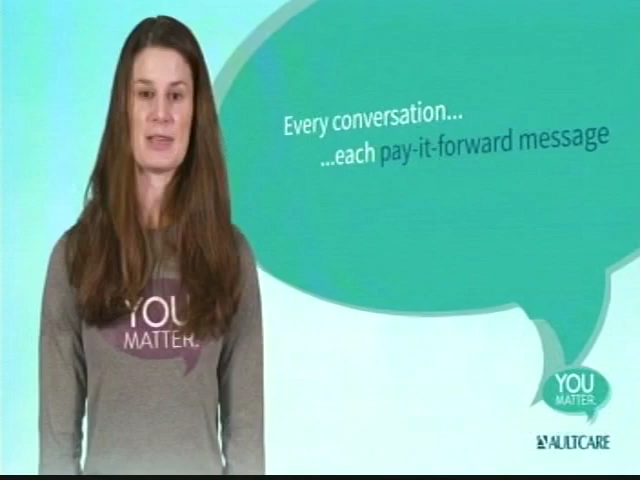 Every conversation...
...each pay-it-forward message
YOU
MATTER.
YOU
MATTER.
AULTCARE